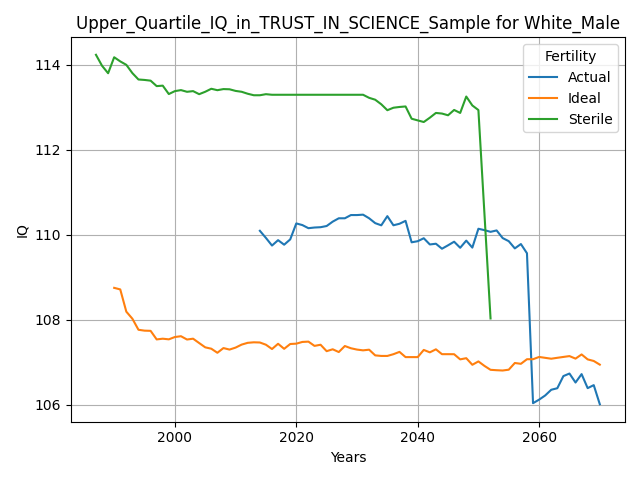 Upper_Quartile_IQ_in_TRUST_IN_SCIENCE_Sample for White_Male
Fertility
Actual
Ideal
Sterile
IQ
114
112
110
108
106
2000
2020
2040
2060
Years